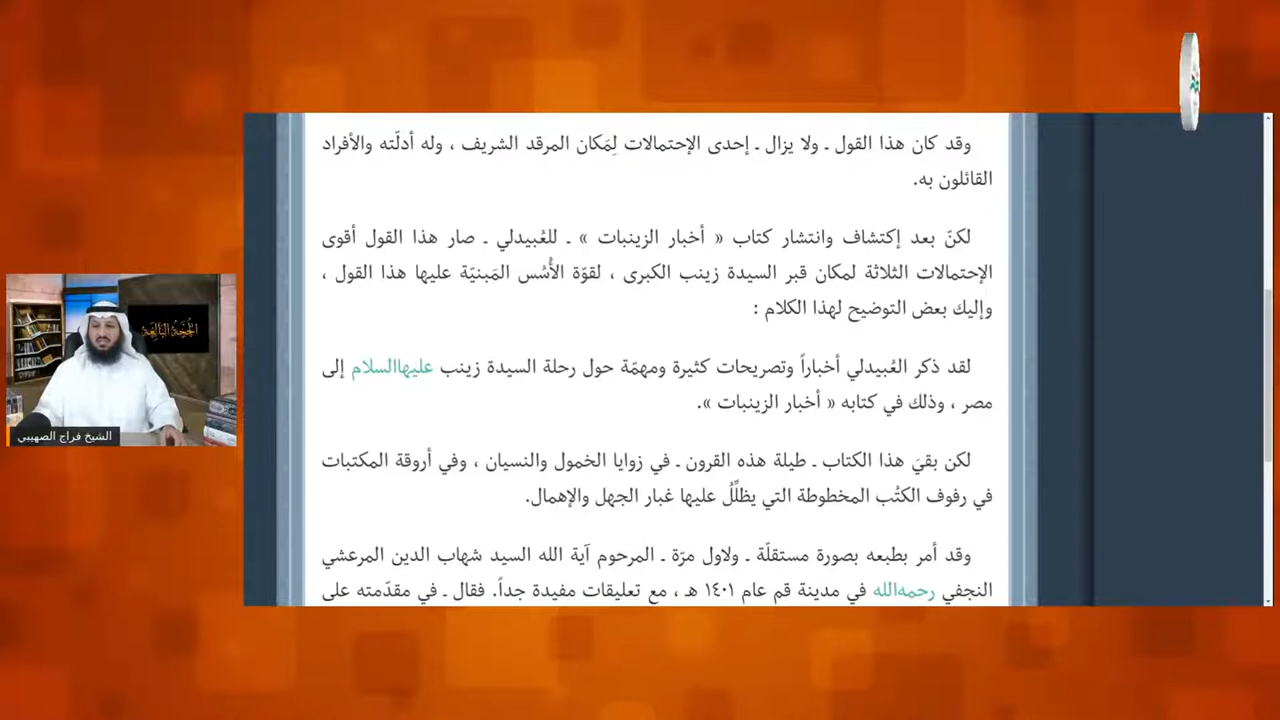 وقد كان هذا القول ـ ولا يزال ـ إحدى الإحتمالات لِمَكان المرقد الشريف ، وله أدلّته والأفراد
القائلون به.
لكنّ بعد إكتشاف وانتشار كتاب « أخبار الزينبات » ـ للعُبيدلي ـ صار هذا القول أقوى
الإحتمالات الثلاثة لمكان قبر السيدة زينب الكبرى ، لقوّة الأُسُس المَبنيّة عليها هذا القول ،
وإليك بعض التوضيح لهذا الكلام :
لقد ذكر العُبيدلي أخباراً وتصريحات كثيرة ومهمّة حول رحلة السيدة زينب عليهاالسلام إلى
مصر ، وذلك في كتابه « أخبار الزينبات ».
لكن بقيَ هذا الكتاب ـ طيلة هذه القرون ـ في زوايا الخمول والنسيان ، وفي أروقة المكتبات
في رفوف الكتُب المخطوطة التي يظلِّلُ عليها غبار الجهل والإهمال.
وقد أمر بطبعه بصورة مستقلّة ـ ولاول مرّة ـ المرحوم آية الله السيد شهاب الدين المرعشي
النجفي رحمه‌الله في مدينة قم عام ١٤٠١ هـ ، مع تعليقات مفيدة جداً. فقال ـ في مقدّمته على
الحجة البالغة
الشيخ فراج الصهيبي